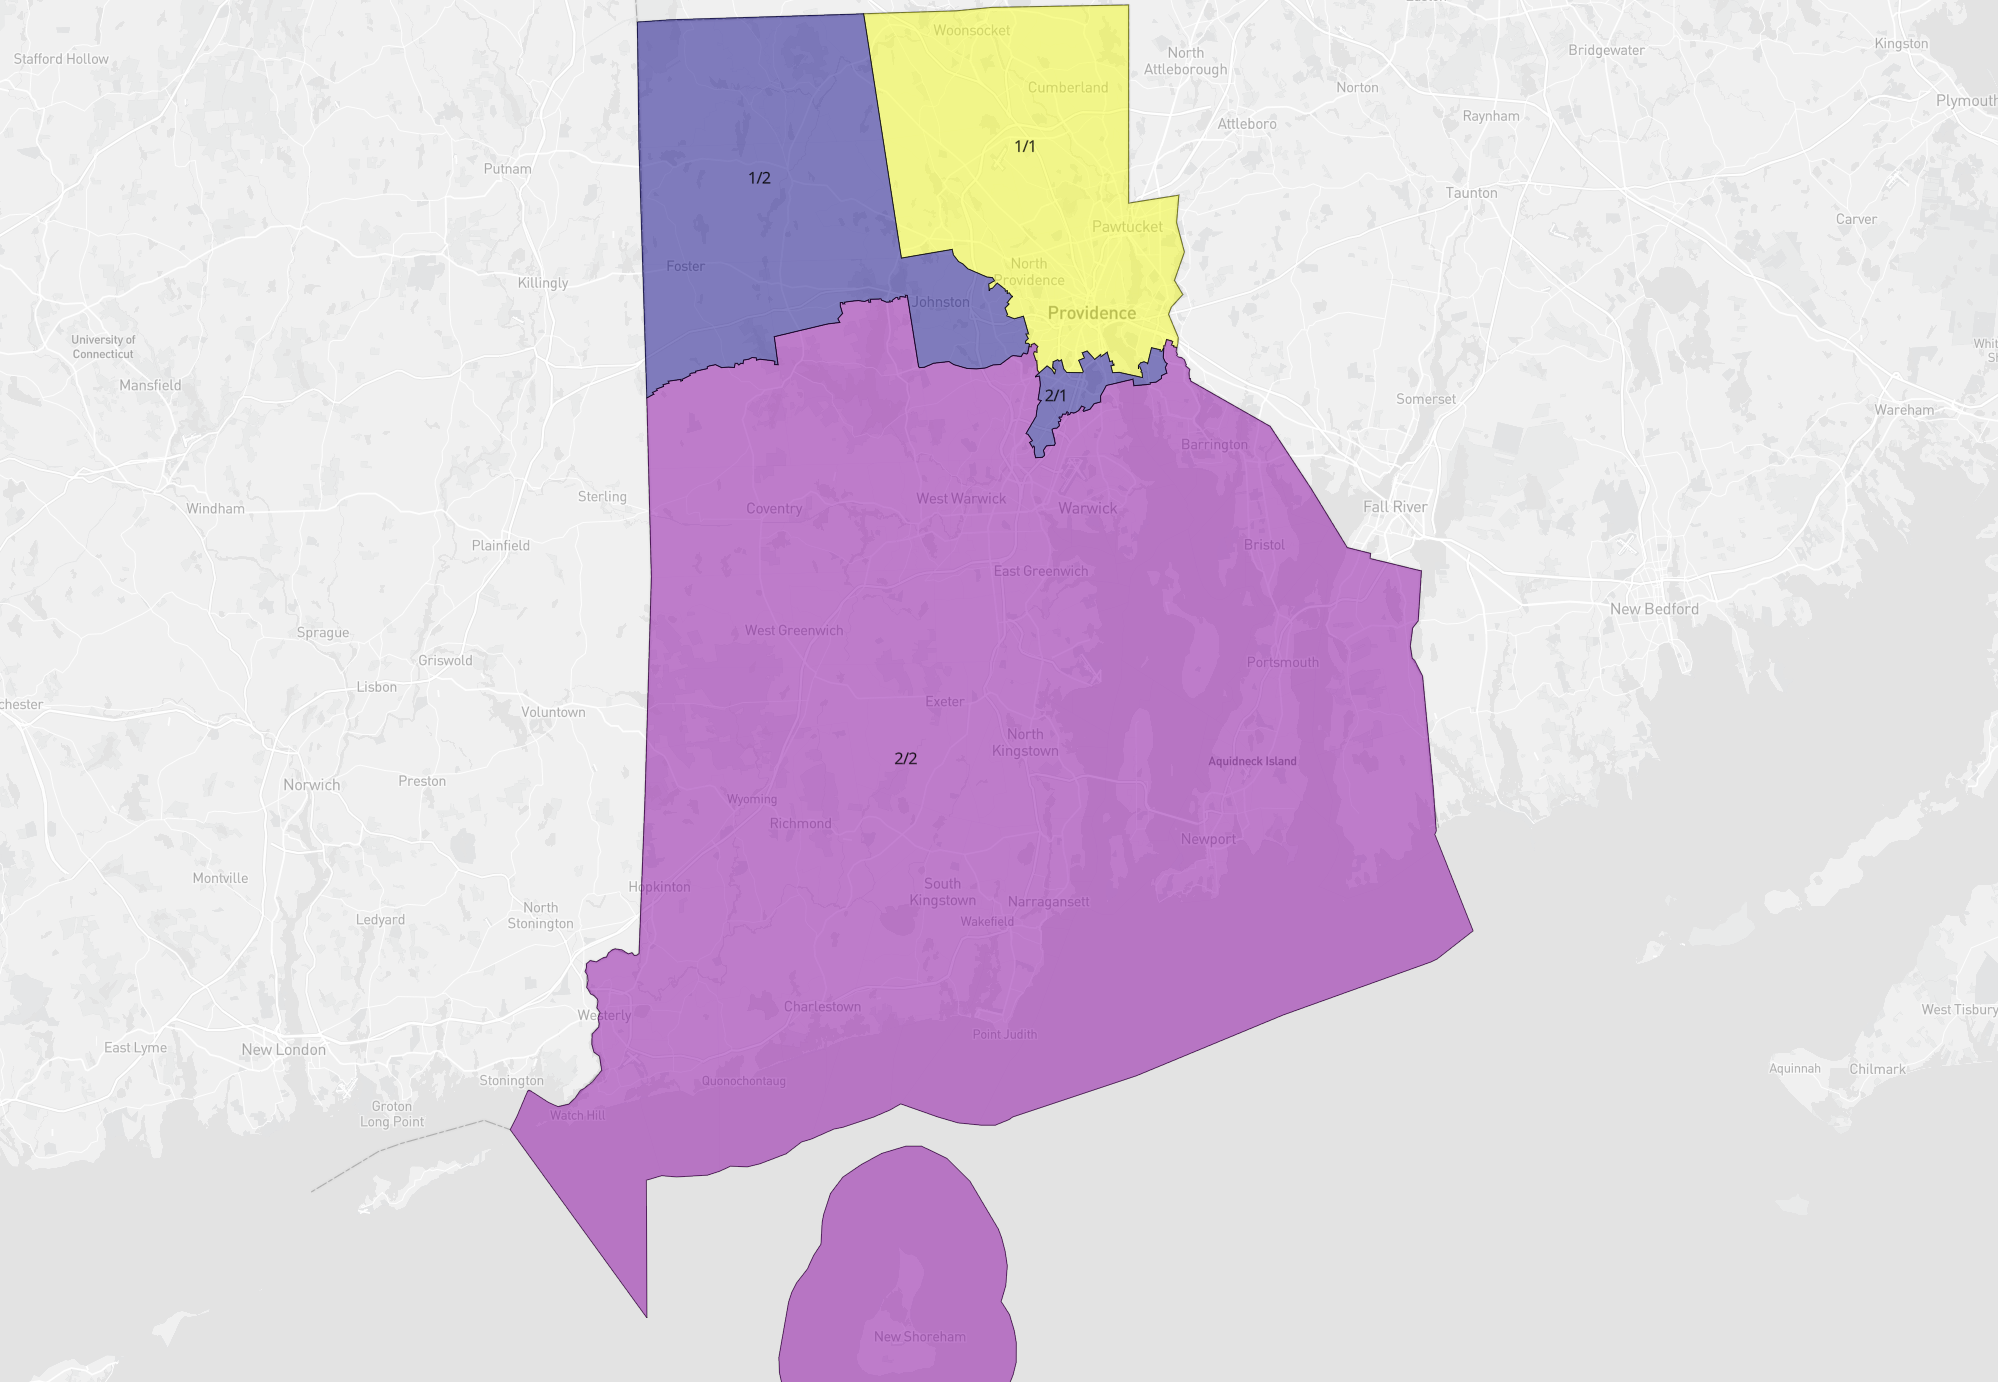 Stafford Hollow
Woonsocket
North
Attleborough
Bridgewater
Kingston
Cumberland
Norton
Plymouth
Raynham
Attleboro
1/1
Putnam
1/2
Taunton
Carver
Pawtucket
Foster
North
Providence
Killingly
Johnston
Providence
University of
Connecticut
Mansfield
2/1
Somerset
Wareham
Barrington
Sterling
West Warwick
Windham
Coventry
Warwick
Fall River
Plainfield
Bristol
East Greenwich
New Bedford
Sprague
West Greenwich
Griswold
Portsmouth
Lisbon
Exeter
chester
Voluntown
North
Kingstown
2/2
Aquidneck Island
Preston
Norwich
Wyoming
Richmond
Newport
Montville
Hopkinton
South
Kingstown
Narragansett
North
Stonington
Ledyard
Wakefield
Charlestown
West Tisbury
Westerly
Point Judith
East Lyme
New London
Aquinnah
Chilmark
Stonington
Quonochontaug
Groton
Long Point
Watch Hill
New Shoreham